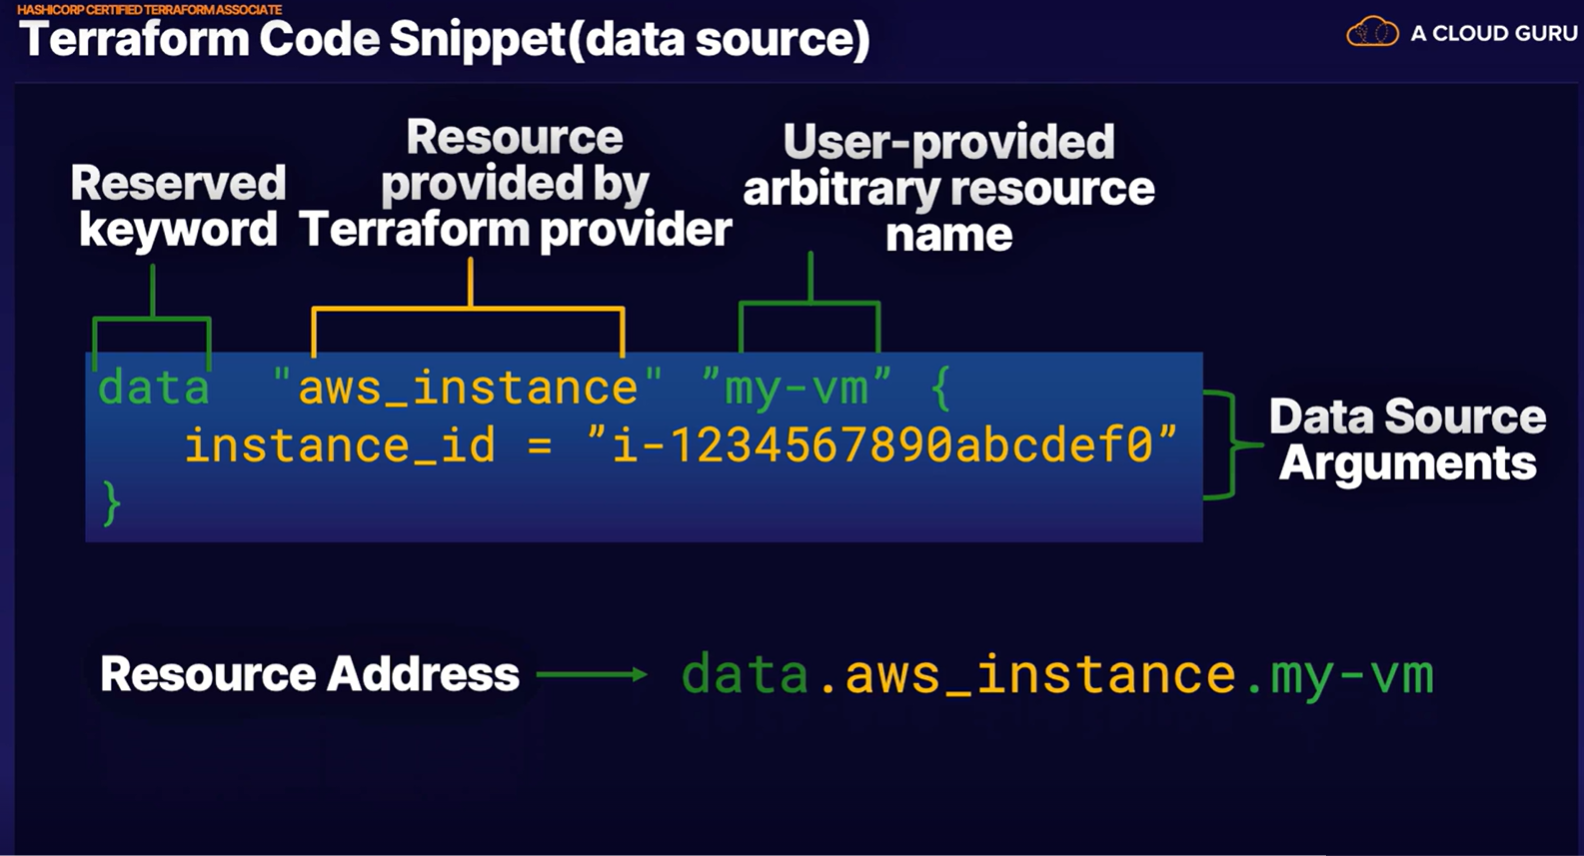 HASHICORP CERTIFIED TERRAFORM ASSOCIATE
Terraform Code Snippet(data source)
A CLOUD GURU
Reserved
keyword
Resource
provided by
Terraform provider
User-provided
arbitrary resource
name
data "aws_instance" ”my-vm” {
instance_id = ”i-1234567890abcdef0”
}
Data Source
Arguments
Resource Address
data.aws_instance.my-vm